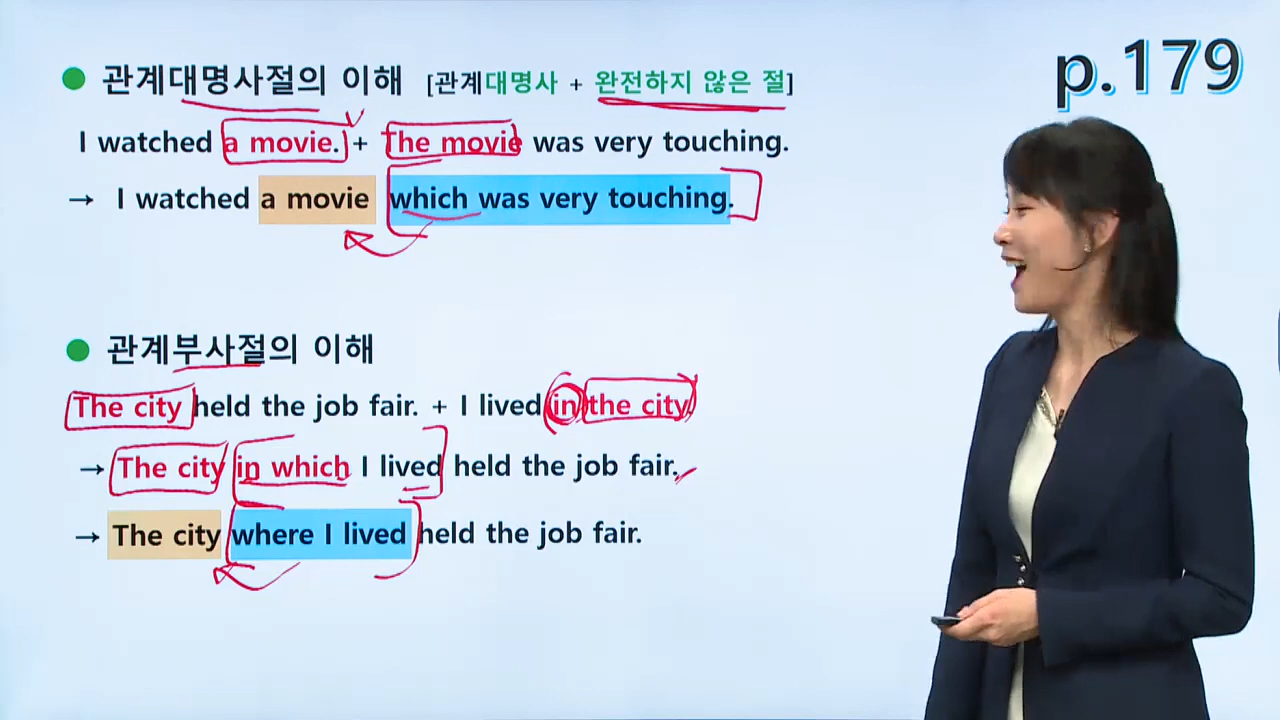 p.179
관계대명사절의 이해 [관계대명사 + 완전하지 않은 절]
I watched a movie. + The movie was very touching.
→ I watched a movie which was very touching.
관계부사절의 이해
The city held the job fair. + I lived in the city.
→ The city in which I lived held the job fair.
→ The city where I lived held the job fair.